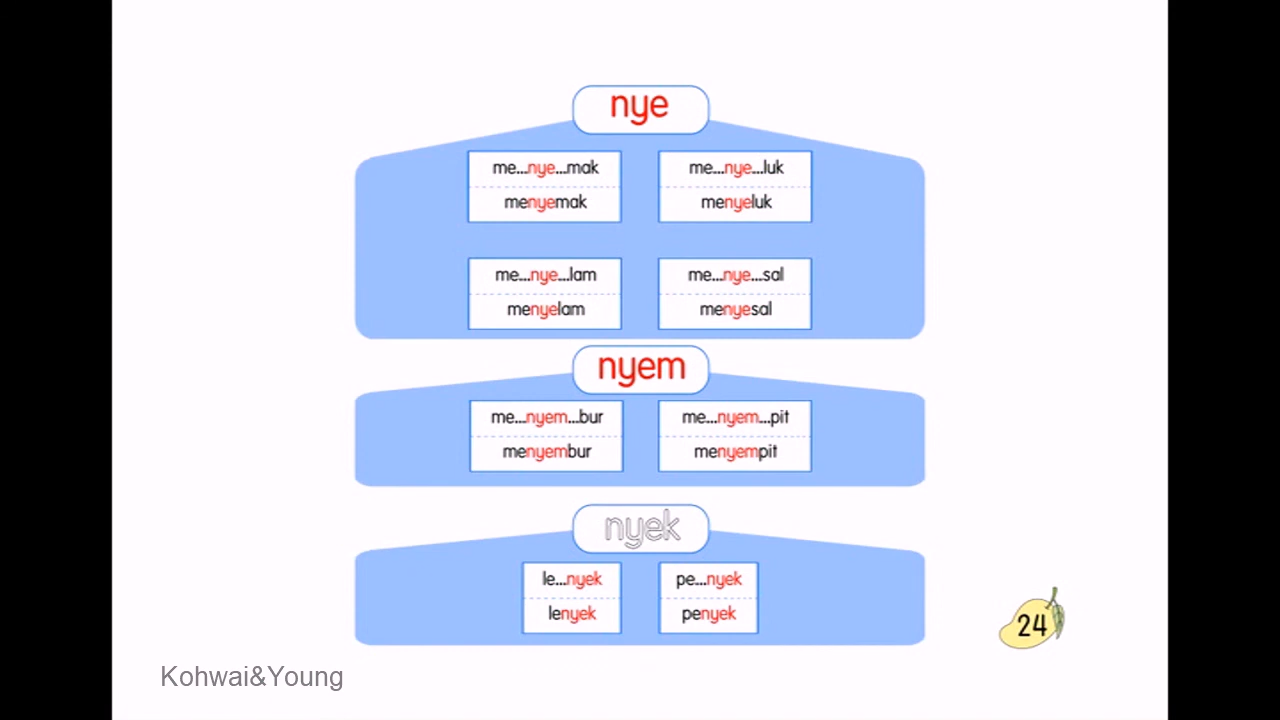 nye
me...nye...mak
menyemak
me...nye...luk
menyeluk
me...nye...lam
menyelam
me...nye...sal
menyesal
nyem
me...nyem...bur
menyembur
me...nyem...pit
menyempit
nyek
le...nyek
lenyek
pe...nyek
penyek
24
Kohwai&Young